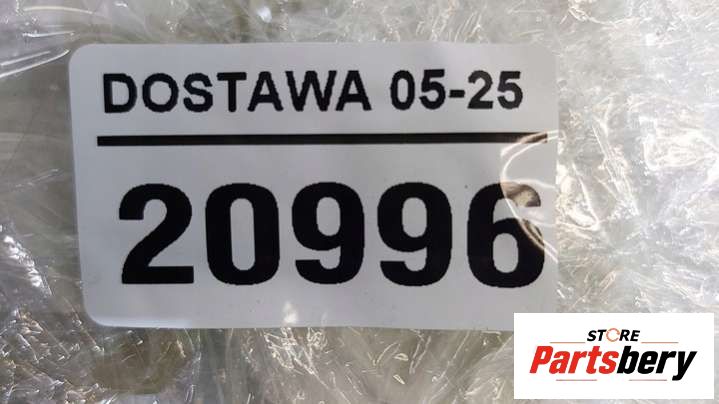 DOSTAWA 05-25
20996
STORE
Partsbery